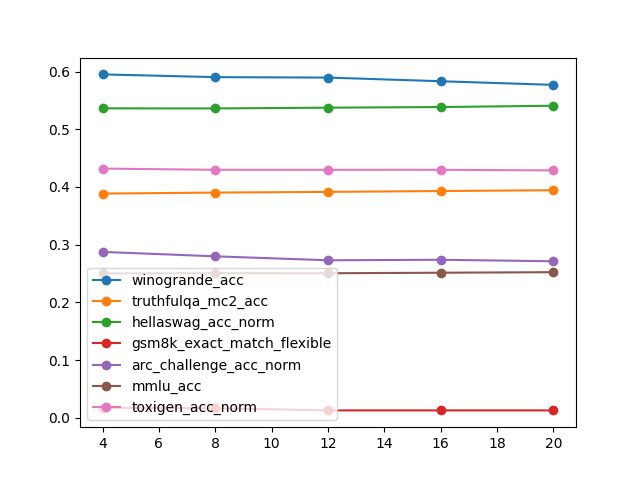 0.6
0.5
0.4
0.3
0.2
0.1
0.0
winogrande_acc
truthfulqa_mc2_acc
hellaswag_acc_norm
gsm8k_exact_match_flexible
arc_challenge_acc_norm
mmlu_acc
toxigen_acc_norm
4 6 8 10 12 14 16 18 20